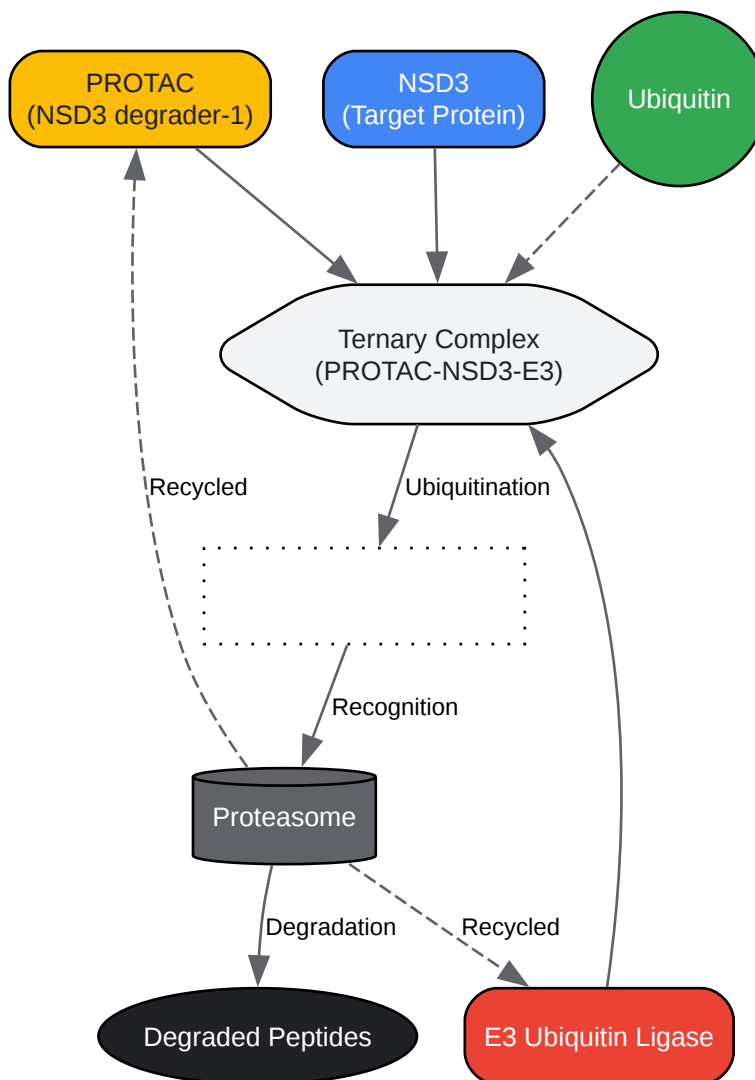 PROTAC
(NSD3 degrader-1)
NSD3
(Target Protein)
Ubiquitin
Ternary Complex
(PROTAC-NSD3-E3)
Recycled
Ubiquitination
Recognition
Proteasome
Degradation
Recycled
Degraded Peptides
E3 Ubiquitin Ligase